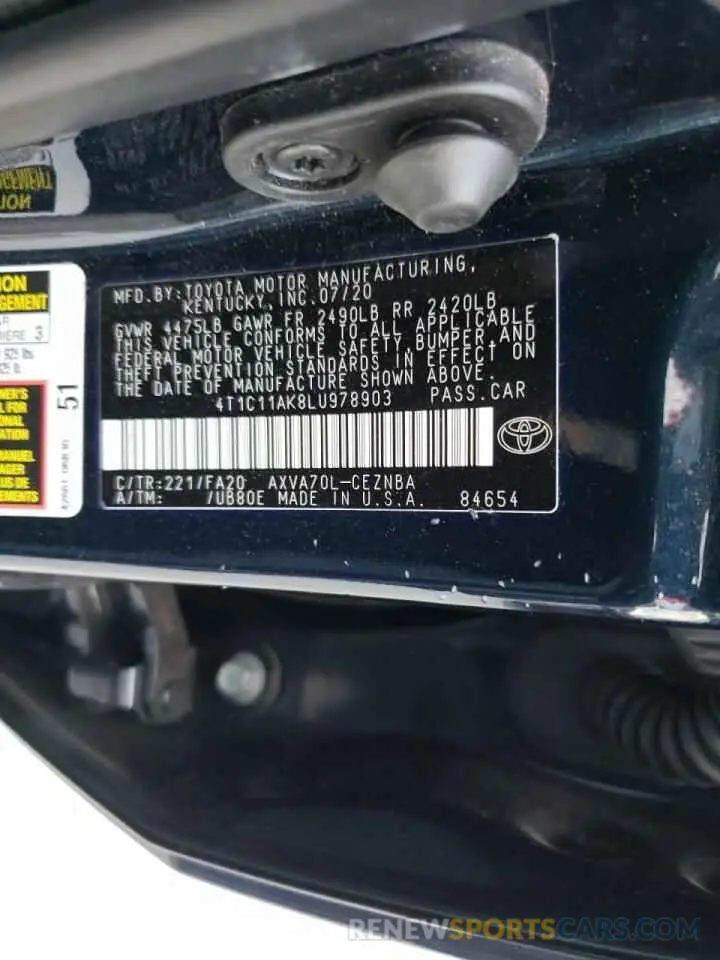 MFD.BY: TOYOTA MOTOR MANUFACTURING,
KENTUCKY, INC. 07/20
GVWR 4475LB GAWR FR 2490LB RR 2420LB
THIS VEHICLE CONFORMS TO ALL APPLICABLE
FEDERAL MOTOR VEHICLE SAFETY, BUMPER, AND
THEFT PREVENTION STANDARDS IN EFFECT ON
THE DATE OF MANUFACTURE SHOWN ABOVE.
4T1C11AK8LU978903 PASS.CAR
C/TR: 221/FA20 AXVA70L-CEZNBA
A/TM: /UB80E MADE IN U.S.A. 84654
3
51
RENEWSPORTSCARS.COM